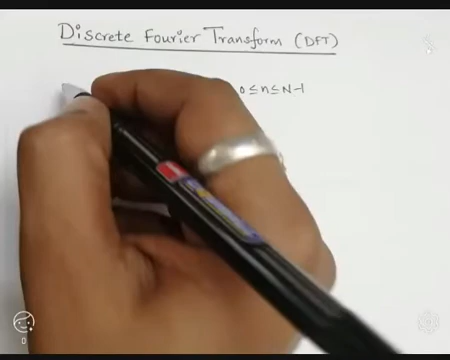 Discrete Fourier Transform (DFT)
0 ≤ n ≤ N-1